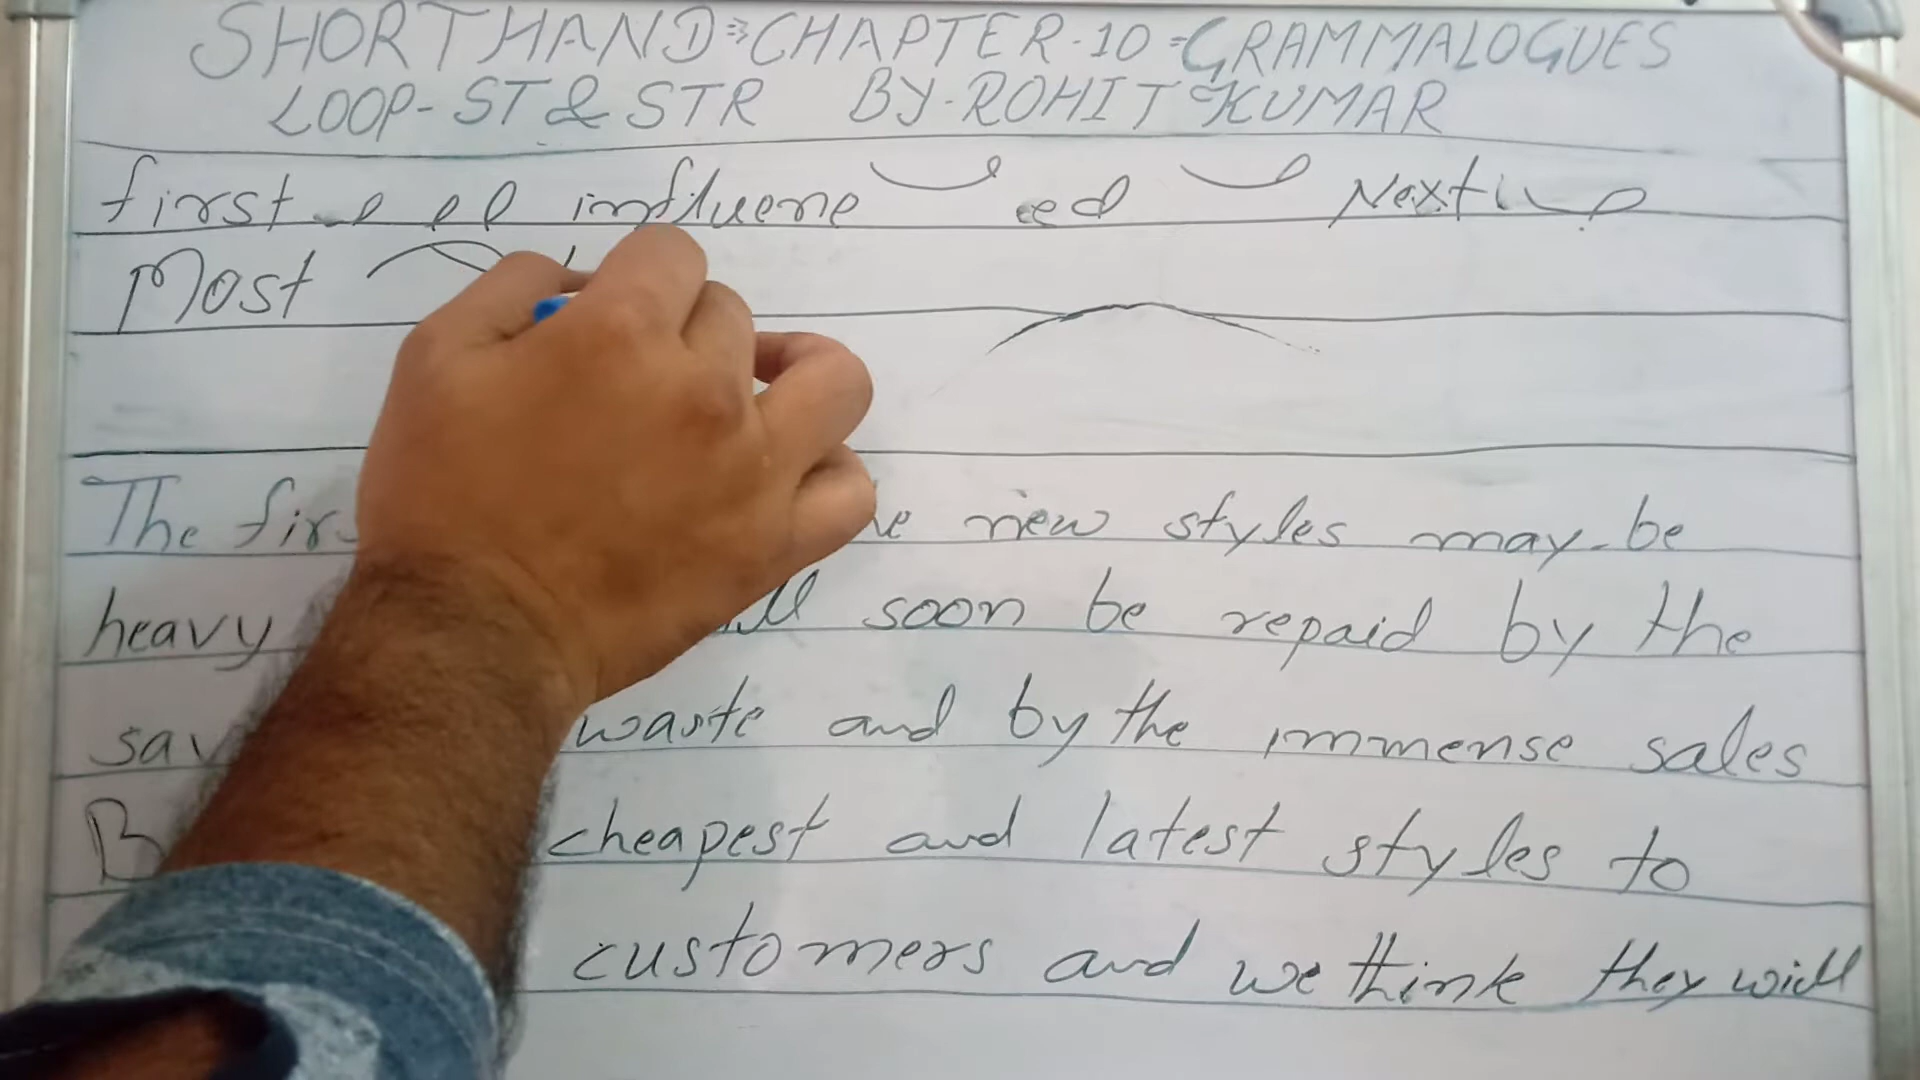 SHORTHAND⇒CHAPTER-10=GRAMMALOGUES
LOOP-ST & STR BY-ROHIT KUMAR
first influene ed Next
Most
The new styles may-be
heavy soon be repaid by the
waste and by the immense sales
cheapest and latest styles to
customers and we think they will